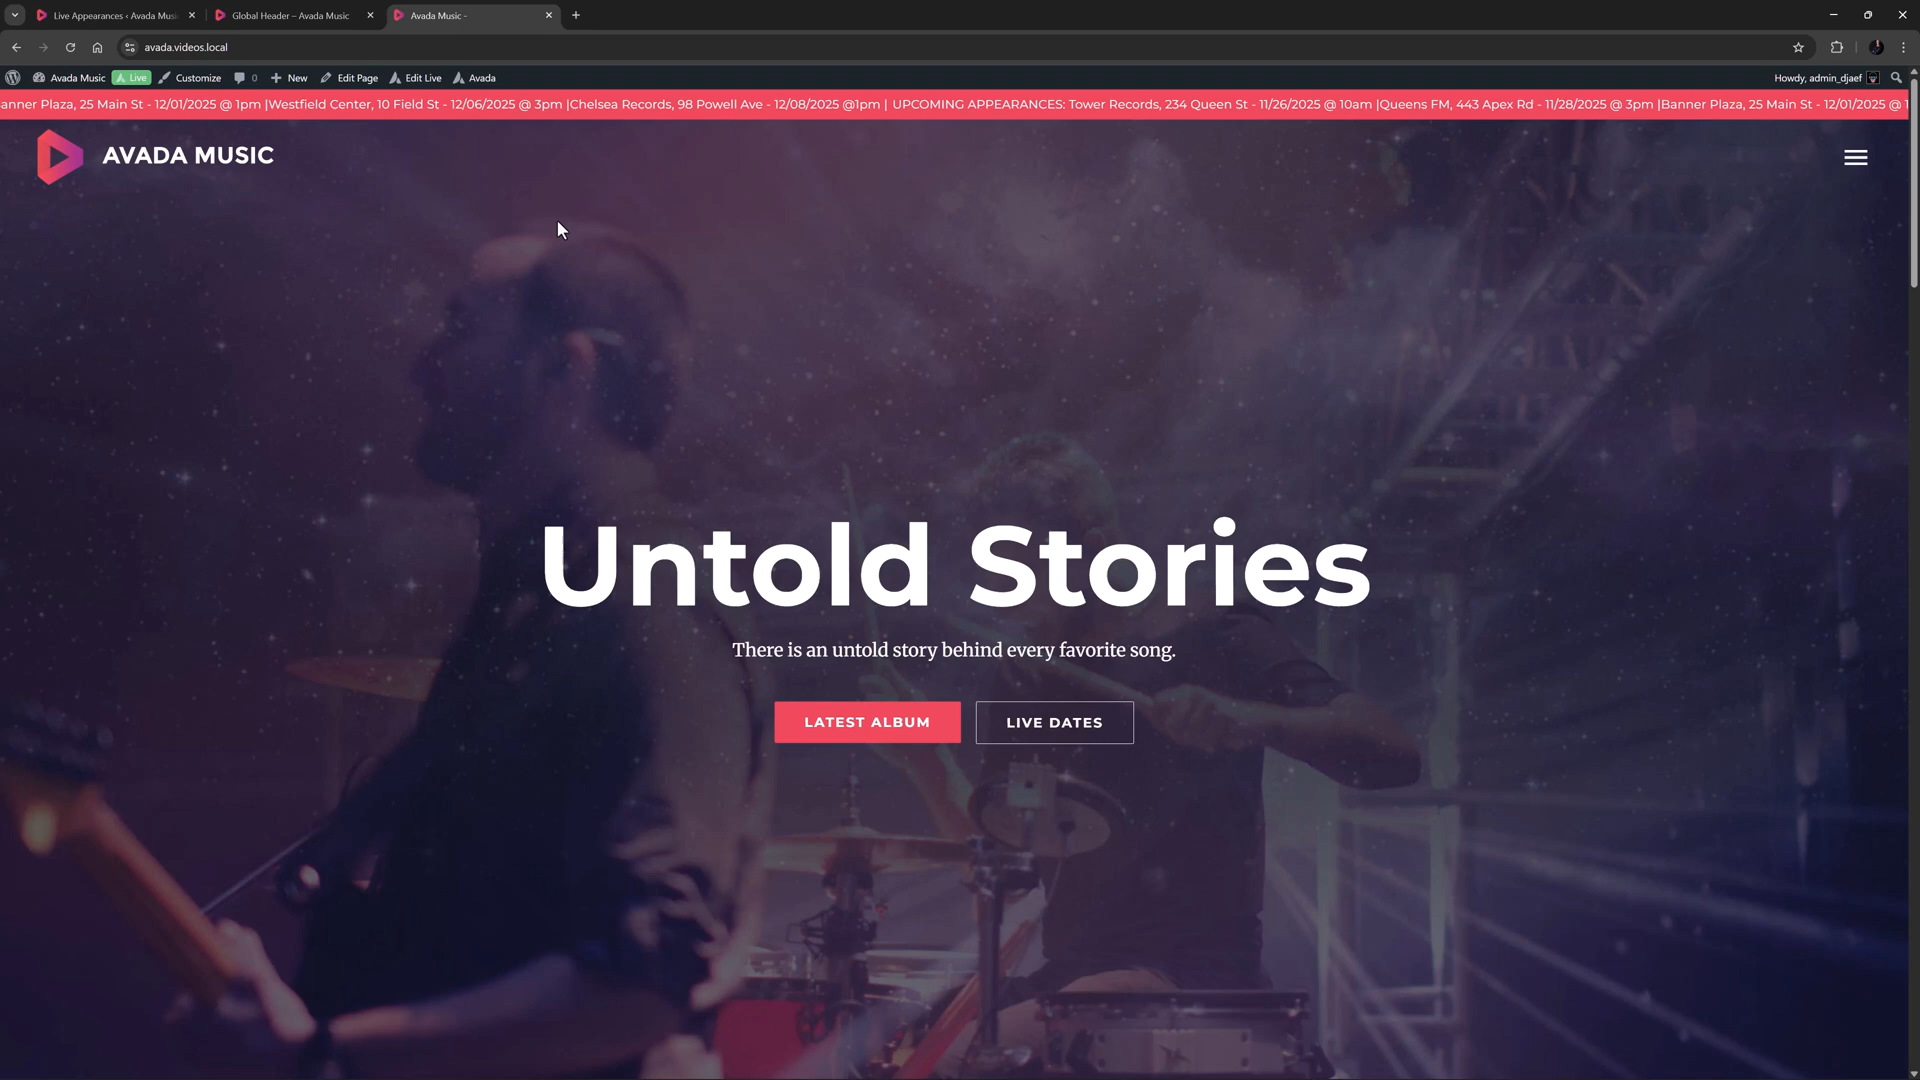 Live Appearances ‹ Avada Mus
Global Header – Avada Music
Avada Music -
avada.videos.local
Avada Music
Live
Customize
0
New
Edit Page
Edit Live
Avada
Howdy, admin_djaef
anner Plaza, 25 Main St - 12/01/2025 @ 1pm |Westfield Center, 10 Field St - 12/06/2025 @ 3pm |Chelsea Records, 98 Powell Ave - 12/08/2025 @1pm | UPCOMING APPEARANCES: Tower Records, 234 Queen St - 11/26/2025 @ 10am |Queens FM, 443 Apex Rd - 11/28/2025 @ 3pm |Banner Plaza, 25 Main St - 12/01/2025 @ 1
AVADA MUSIC
Untold Stories
There is an untold story behind every favorite song.
LATEST ALBUM
LIVE DATES